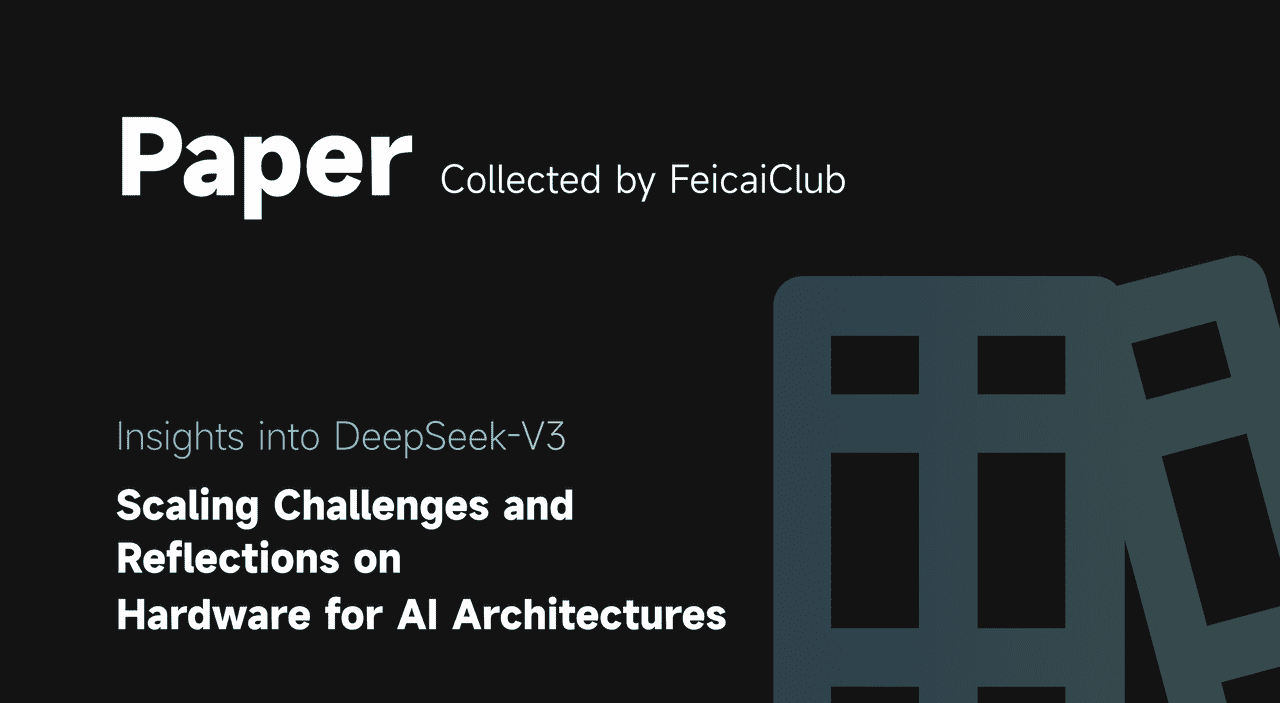 Paper Collected by FeicaiClub
Insights into DeepSeek-V3
Scaling Challenges and
Reflections on
Hardware for AI Architectures